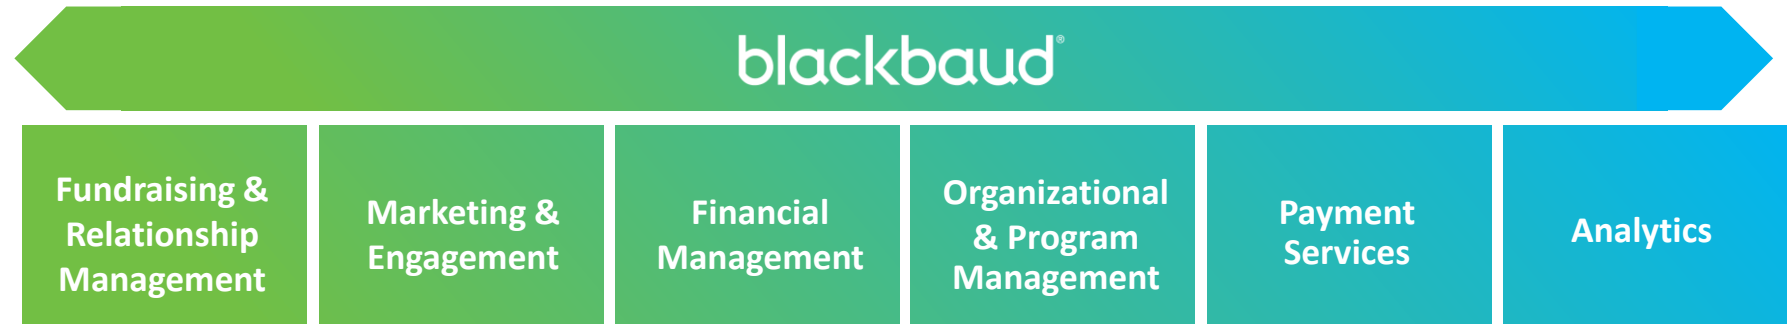 blackbaud®
Fundraising &
Relationship
Management
Marketing &
Engagement
Financial
Management
Organizational
& Program
Management
Payment
Services
Analytics